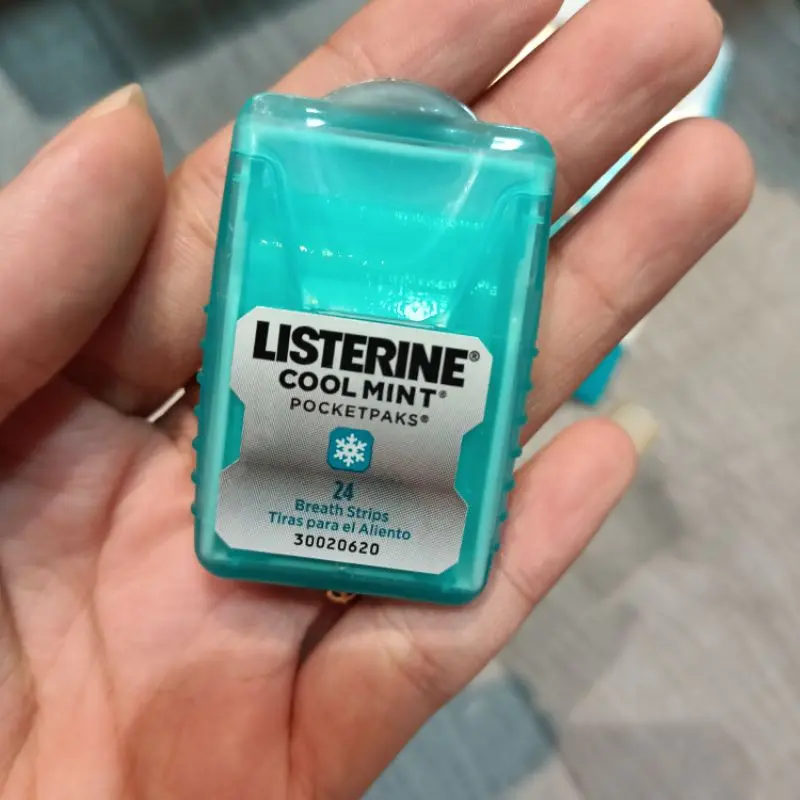 LISTERINE®
COOL MINT®
POCKETPAKS®
24
Breath Strips
Tiras para el Aliento
30020620